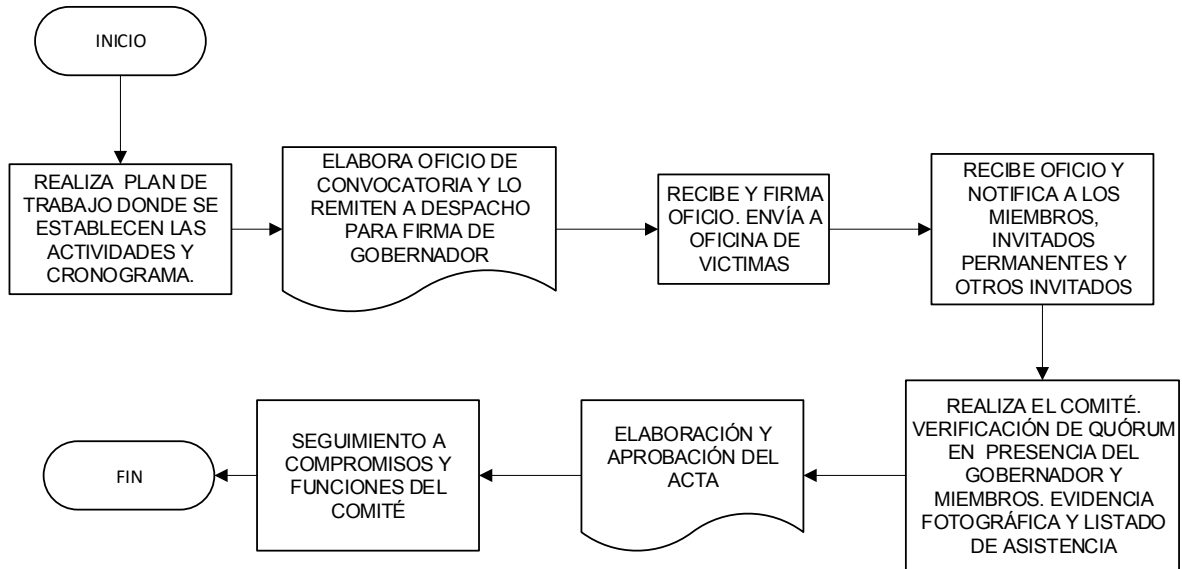 INICIO
REALIZA PLAN DE
TRABAJO DONDE SE
ESTABLECEN LAS
ACTIVIDADES Y
CRONOGRAMA.
ELABORA OFICIO DE
CONVOCATORIA Y LO
REMITEN A DESPACHO
PARA FIRMA DE
GOBERNADOR
RECIBE Y FIRMA
OFICIO. ENVÍA A
OFICINA DE
VICTIMAS
RECIBE OFICIO Y
NOTIFICA A LOS
MIEMBROS,
INVITADOS
PERMANENTES Y
OTROS INVITADOS
REALIZA EL COMITÉ.
VERIFICACIÓN DE QUÓRUM
EN PRESENCIA DEL
GOBERNADOR Y
MIEMBROS. EVIDENCIA
FOTOGRÁFICA Y LISTADO
DE ASISTENCIA
ELABORACIÓN Y
APROBACIÓN DEL
ACTA
SEGUIMIENTO A
COMPROMISOS Y
FUNCIONES DEL
COMITÉ
FIN